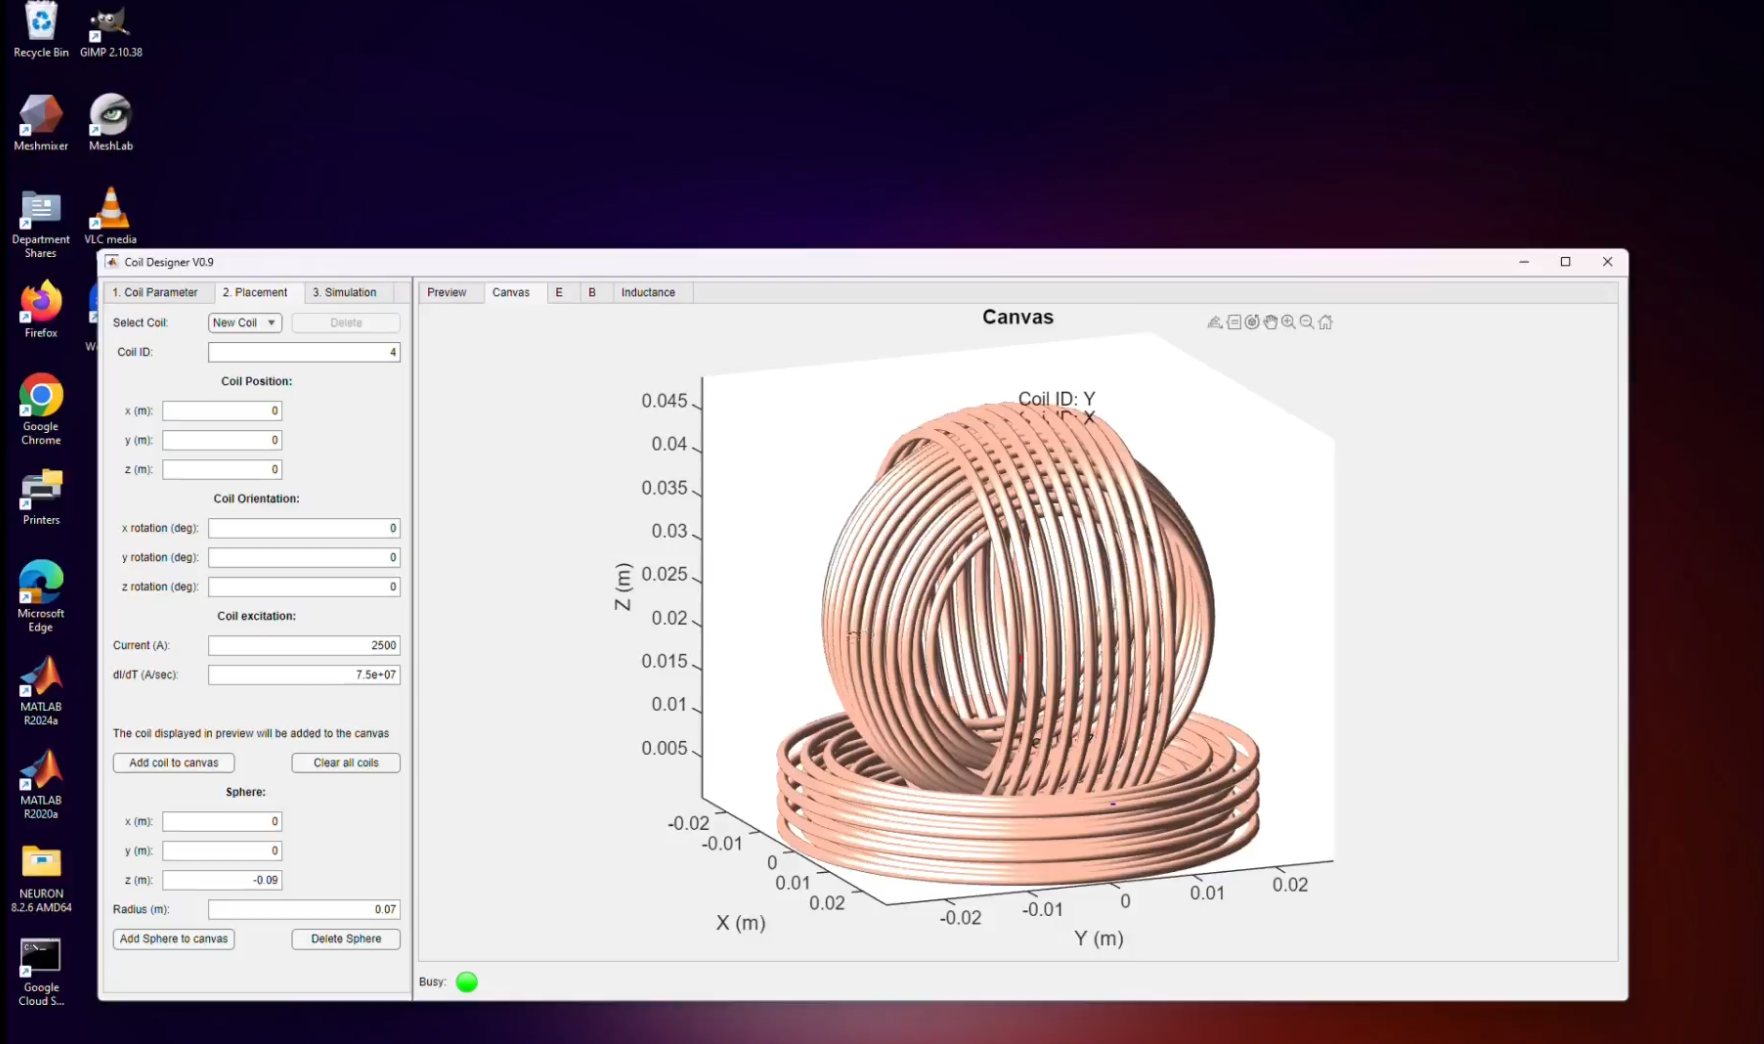 Recycle Bin
GIMP 2.10.38
Meshmixer
MeshLab
Department
Shares
VLC media
Firefox
Google
Chrome
Printers
Microsoft
Edge
MATLAB
R2024a
MATLAB
R2020a
NEURON
8.2.6 AMD64
Google
Cloud S...
Coil Designer V0.9
1. Coil Parameter
2. Placement
3. Simulation
Select Coil:
New Coil
Delete
Coil ID:
4
Coil Position:
x (m):
0
y (m):
0
z (m):
0
Coil Orientation:
x rotation (deg):
0
y rotation (deg):
0
z rotation (deg):
0
Coil excitation:
Current (A):
2500
dI/dT (A/sec):
7.5e+07
The coil displayed in preview will be added to the canvas
Add coil to canvas
Clear all coils
Sphere:
x (m):
0
y (m):
0
z (m):
-0.09
Radius (m):
0.07
Add Sphere to canvas
Delete Sphere
Preview
Canvas
E
B
Inductance
Canvas
Coil ID: Y
X
0.045
0.04
0.035
0.03
0.025
0.02
0.015
0.01
0.005
Z (m)
-0.02
-0.01
0
0.01
0.02
X (m)
-0.02
-0.01
0
0.01
0.02
Y (m)
Busy: